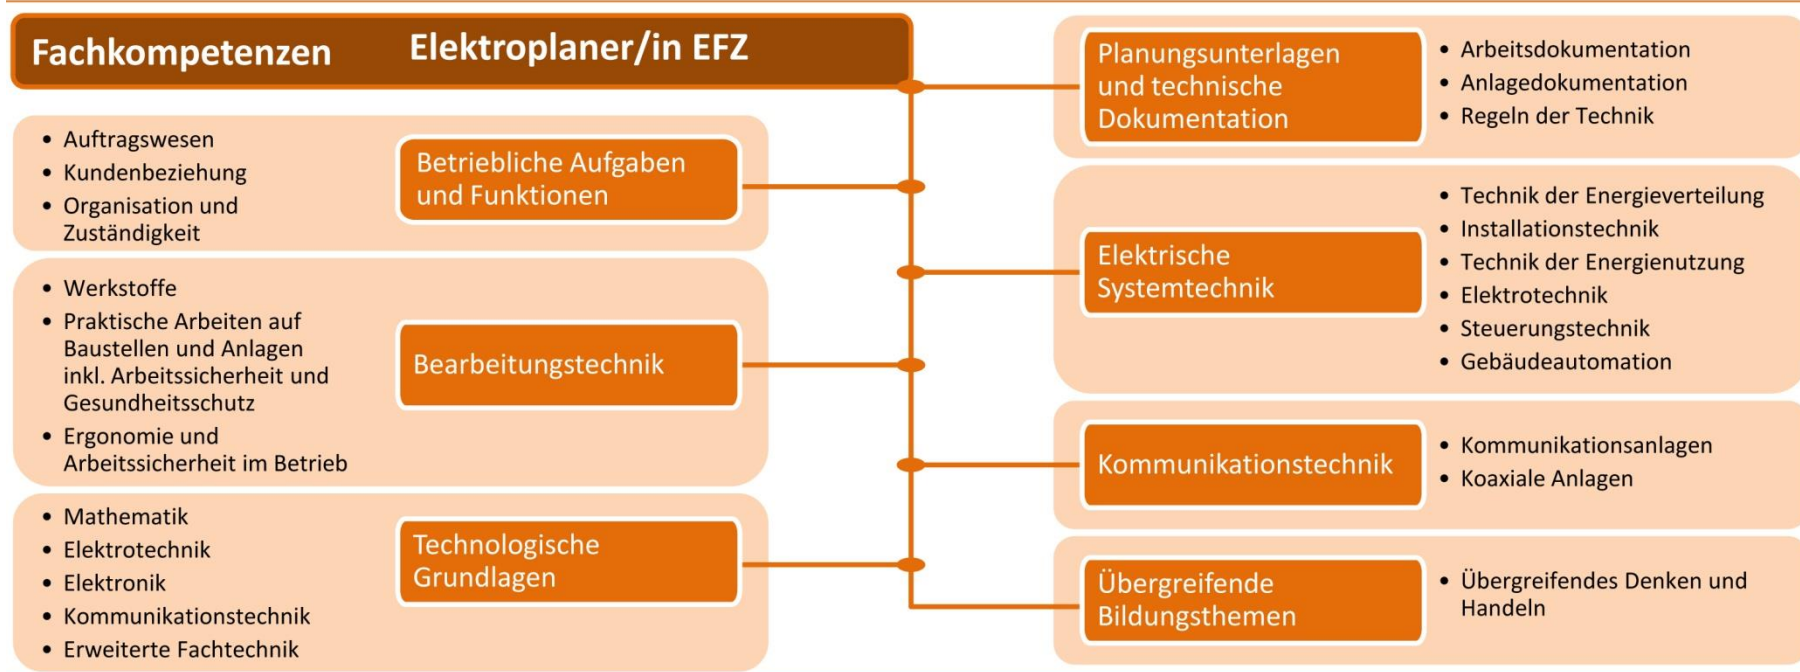 Fachkompetenzen Elektroplaner/in EFZ
• Auftragswesen
• Kundenbeziehung
• Organisation und
Zuständigkeit
Betriebliche Aufgaben
und Funktionen
• Werkstoffe
• Praktische Arbeiten auf
Baustellen und Anlagen
inkl. Arbeitssicherheit und
Gesundheitsschutz
• Ergonomie und
Arbeitssicherheit im Betrieb
Bearbeitungstechnik
• Mathematik
• Elektrotechnik
• Elektronik
• Kommunikationstechnik
• Erweiterte Fachtechnik
Technologische
Grundlagen
Planungsunterlagen
und technische
Dokumentation
• Arbeitsdokumentation
• Anlagedokumentation
• Regeln der Technik
Elektrische
Systemtechnik
• Technik der Energieverteilung
• Installationstechnik
• Technik der Energienutzung
• Elektrotechnik
• Steuerungstechnik
• Gebäudeautomation
Kommunikationstechnik
• Kommunikationsanlagen
• Koaxiale Anlagen
Übergreifende
Bildungsthemen
• Übergreifendes Denken und
Handeln